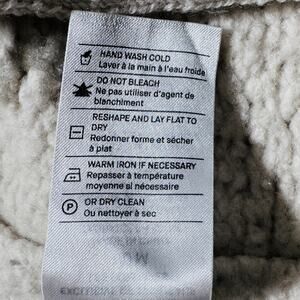 HAND WASH COLD
Laver à la main à l'eau froide
DO NOT BLEACH
Ne pas utiliser d'agent de
blanchiment
RESHAPE AND LAY FLAT TO
DRY
Redonner forme et sécher
à plat
WARM IRON IF NECESSARY
Repasser à température
moyenne si nécessaire
P OR DRY CLEAN
Ou nettoyer à sec